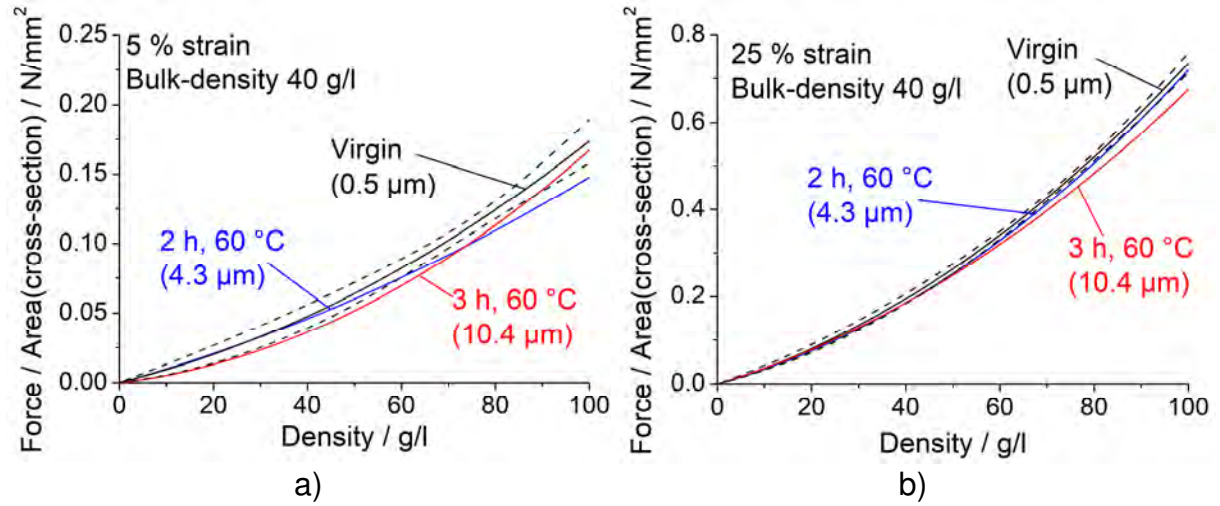 Force / Area(cross-section) / N/mm²
0.25
0.20
0.15
0.10
0.05
0.00
5 % strain
Bulk-density 40 g/l
Virgin
(0.5 µm)
2 h, 60 °C
(4.3 µm)
3 h, 60 °C
(10.4 µm)
0 20 40 60 80 100
Density / g/l
a)
Force / Area(cross-section) / N/mm²
0.8
0.6
0.4
0.2
0.0
25 % strain
Bulk-density 40 g/l
Virgin
(0.5 µm)
2 h, 60 °C
(4.3 µm)
3 h, 60 °C
(10.4 µm)
0 20 40 60 80 100
Density / g/l
b)